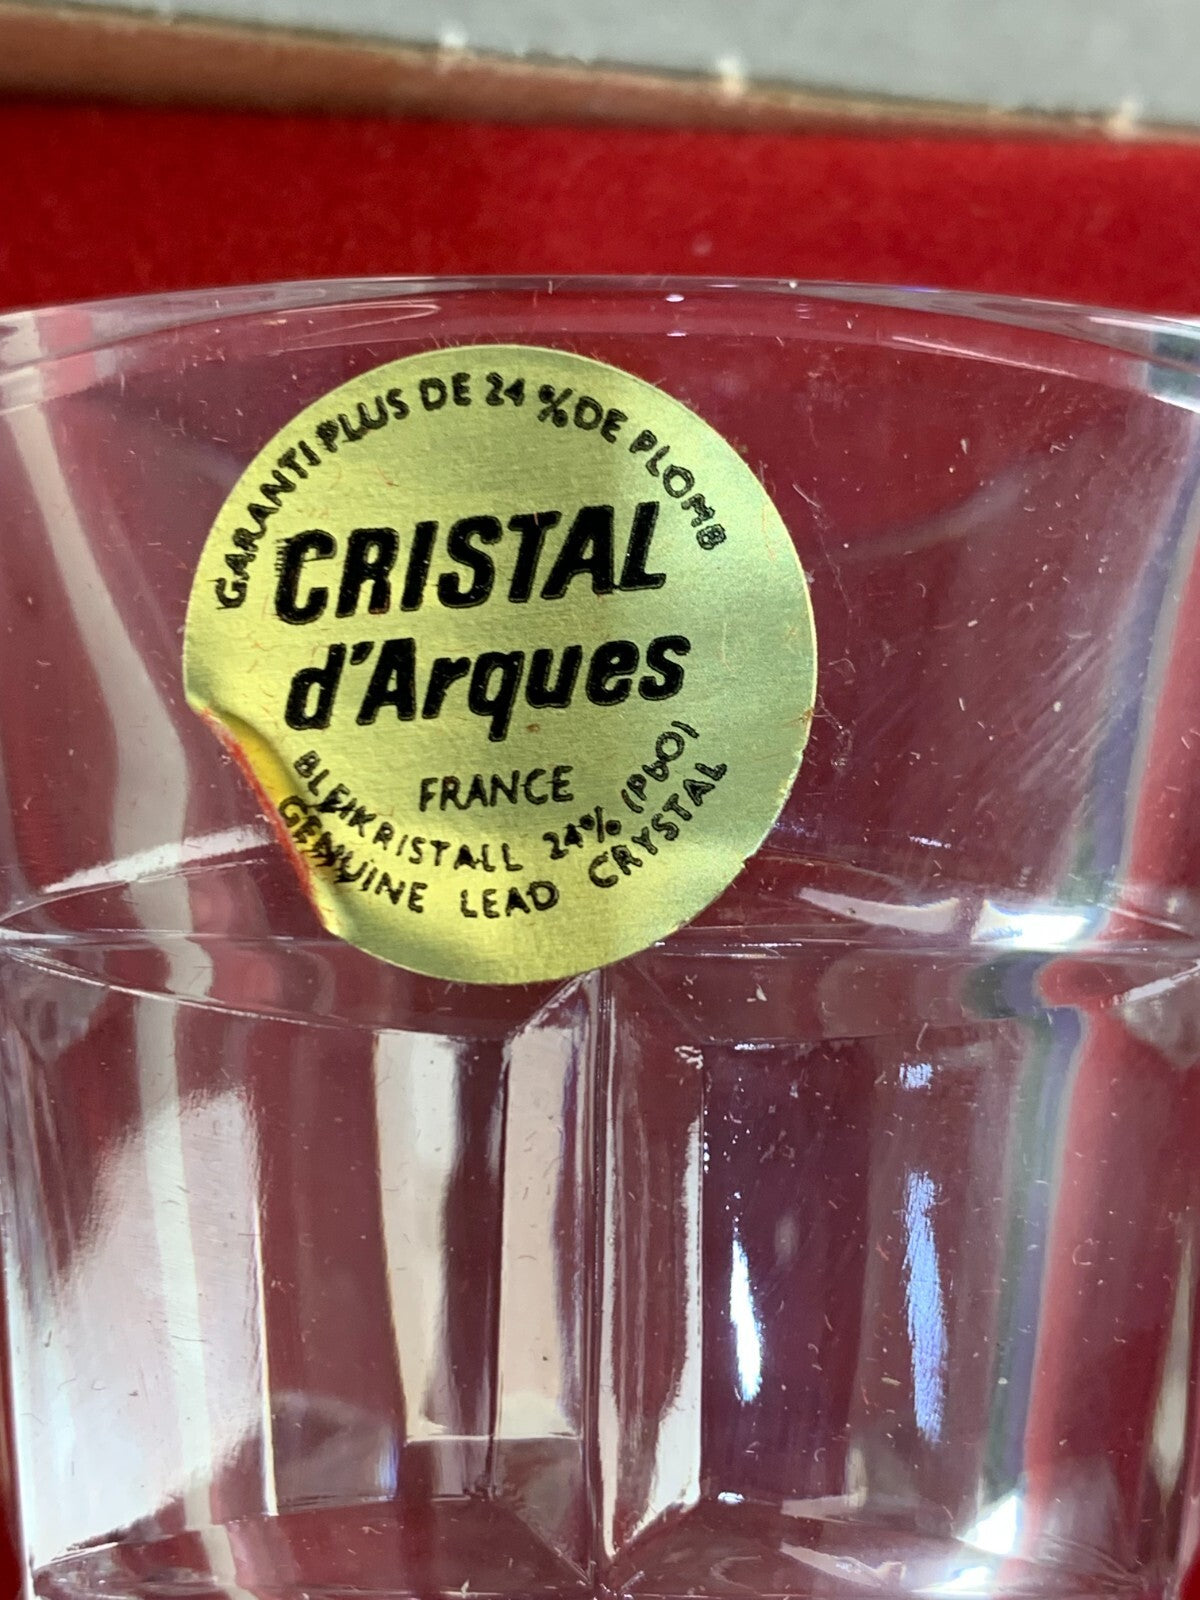 GARANTI PLUS DE 24 % DE PLOMB
CRISTAL
d'Arques
FRANCE
BLEIKRISTALL 24% (PbO)
GENUINE LEAD CRYSTAL